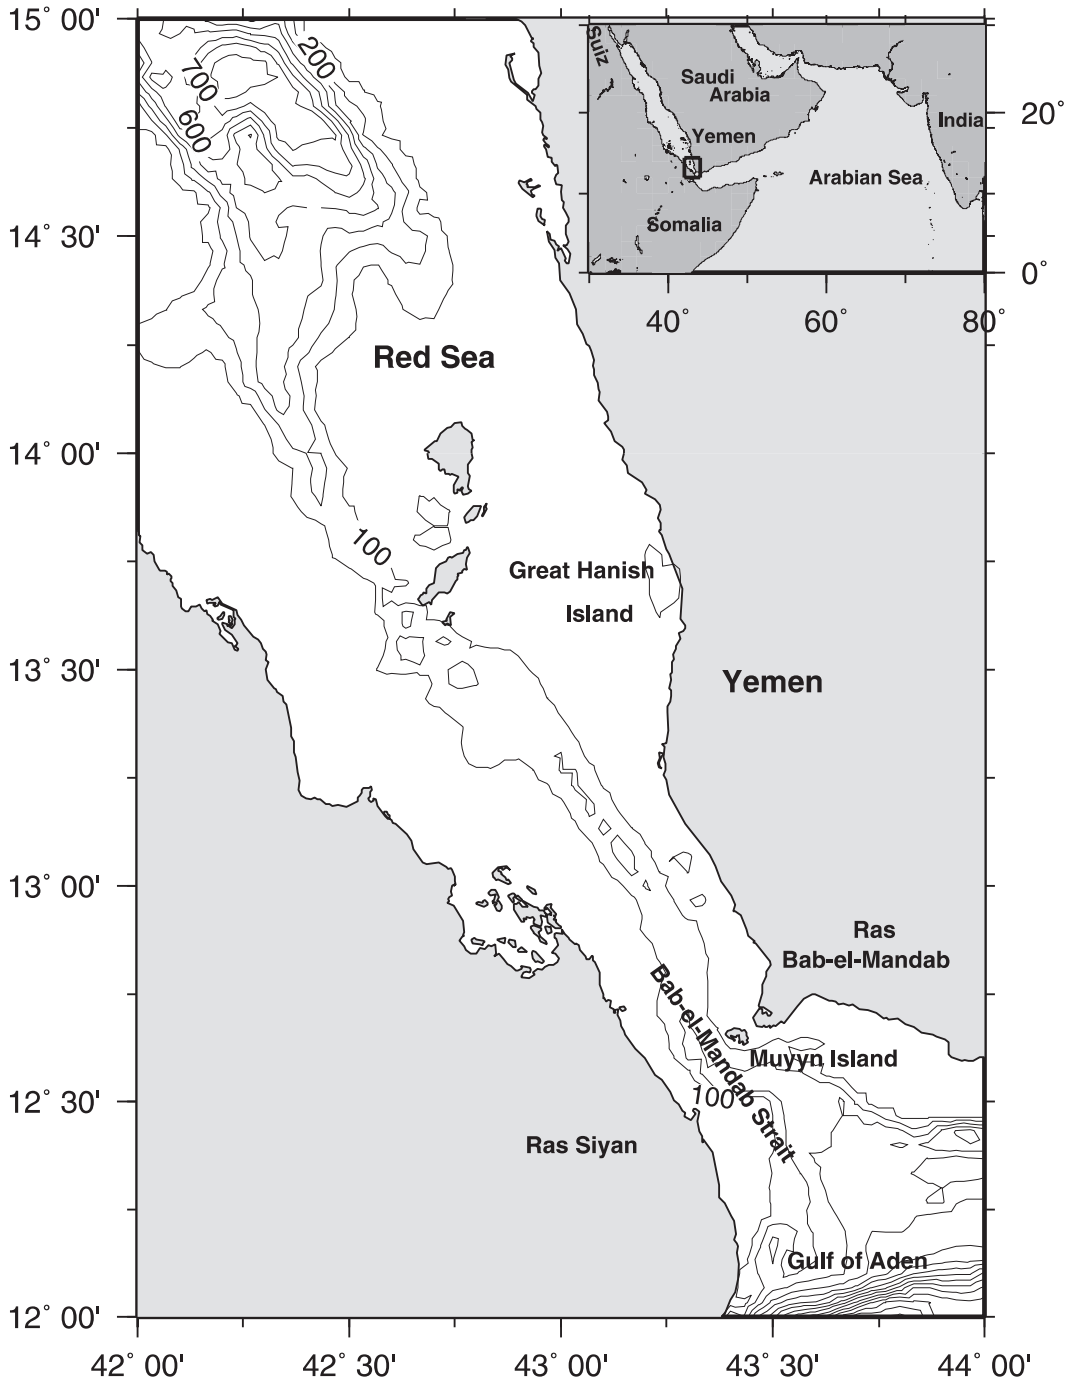 15° 00'
14° 30'
14° 00'
13° 30'
13° 00'
12° 30'
12° 00'
42° 00'
42° 30'
43° 00'
43° 30'
44° 00'
200
700
600
Suiz
Saudi
Arabia
Yemen
India
Arabian Sea
Somalia
20°
0°
40°
60°
80°
Red Sea
100
Great Hanish
Island
Yemen
Ras
Bab-el-Mandab
Bab-el-Mandab Strait
Muyyn Island
100
Ras Siyan
Gulf of Aden